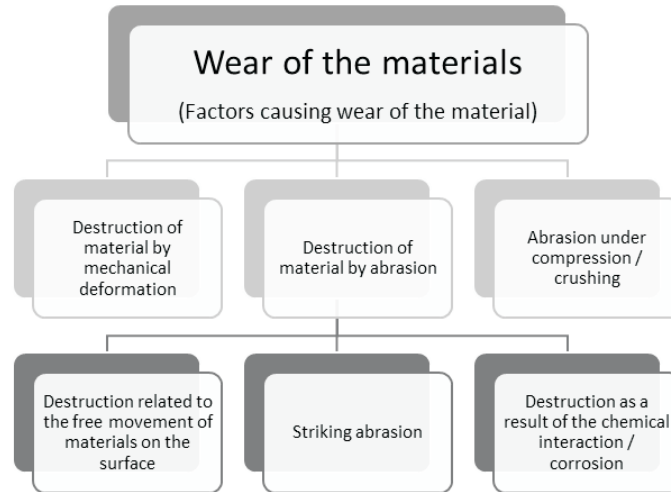 Wear of the materials
(Factors causing wear of the material)
Destruction of
material by
mechanical
deformation
Destruction of
material by abrasion
Abrasion under
compression /
crushing
Destruction related to
the free movement of
materials on the
surface
Striking abrasion
Destruction as a
result of the chemical
interaction /
corrosion